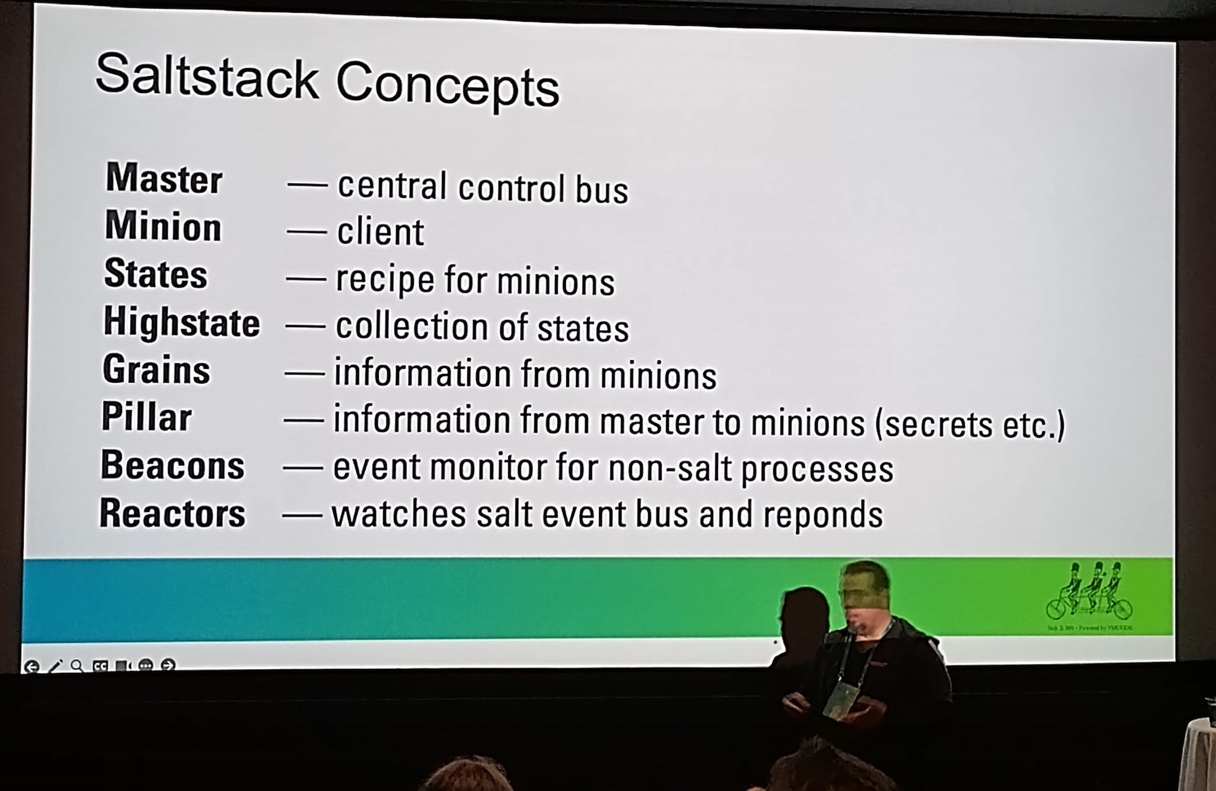 Saltstack Concepts
Master — central control bus
Minion — client
States — recipe for minions
Highstate — collection of states
Grains — information from minions
Pillar — information from master to minions (secrets etc.)
Beacons — event monitor for non-salt processes
Reactors — watches salt event bus and reponds
CC